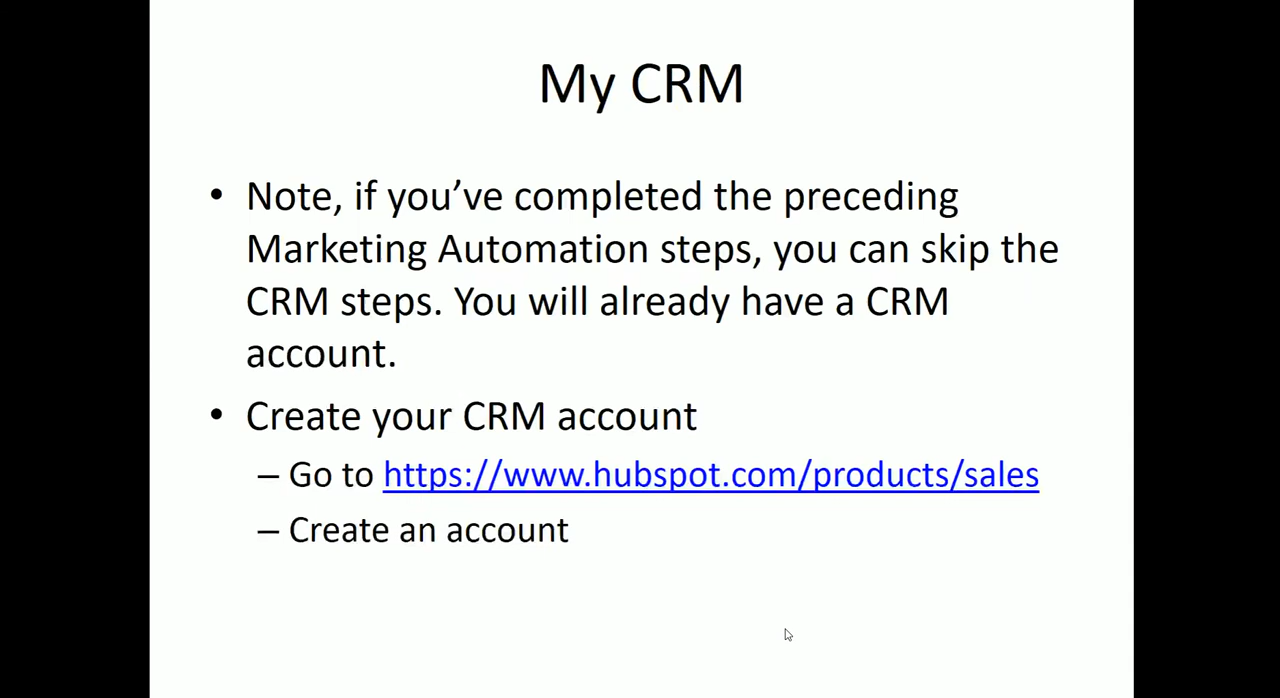 My CRM
• Note, if you’ve completed the preceding
Marketing Automation steps, you can skip the
CRM steps. You will already have a CRM
account.
• Create your CRM account
– Go to https://www.hubspot.com/products/sales
– Create an account